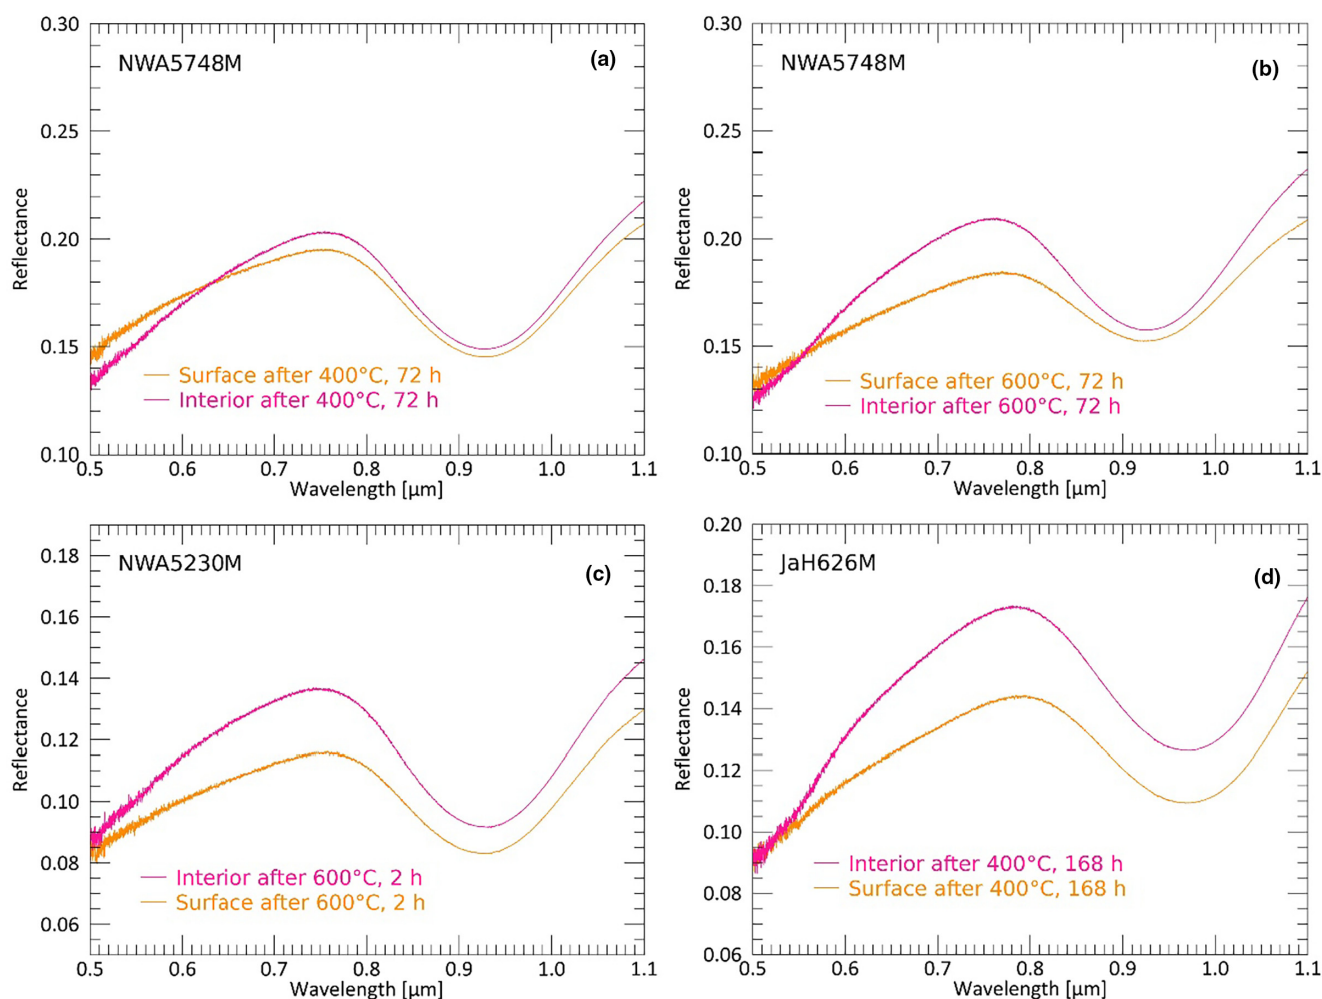 NWA5748M
(a)
0.30
0.25
0.20
0.15
0.10
Reflectance
Surface after 400°C, 72 h
Interior after 400°C, 72 h
0.5 0.6 0.7 0.8 0.9 1.0 1.1
Wavelength [µm]
NWA5748M
(b)
0.30
0.25
0.20
0.15
0.10
Reflectance
Surface after 600°C, 72 h
Interior after 600°C, 72 h
0.5 0.6 0.7 0.8 0.9 1.0 1.1
Wavelength [µm]
NWA5230M
(c)
0.18
0.16
0.14
0.12
0.10
0.08
0.06
Reflectance
Interior after 600°C, 2 h
Surface after 600°C, 2 h
0.5 0.6 0.7 0.8 0.9 1.0 1.1
Wavelength [µm]
JaH626M
(d)
0.20
0.18
0.16
0.14
0.12
0.10
0.08
0.06
Reflectance
Interior after 400°C, 168 h
Surface after 400°C, 168 h
0.5 0.6 0.7 0.8 0.9 1.0 1.1
Wavelength [µm]